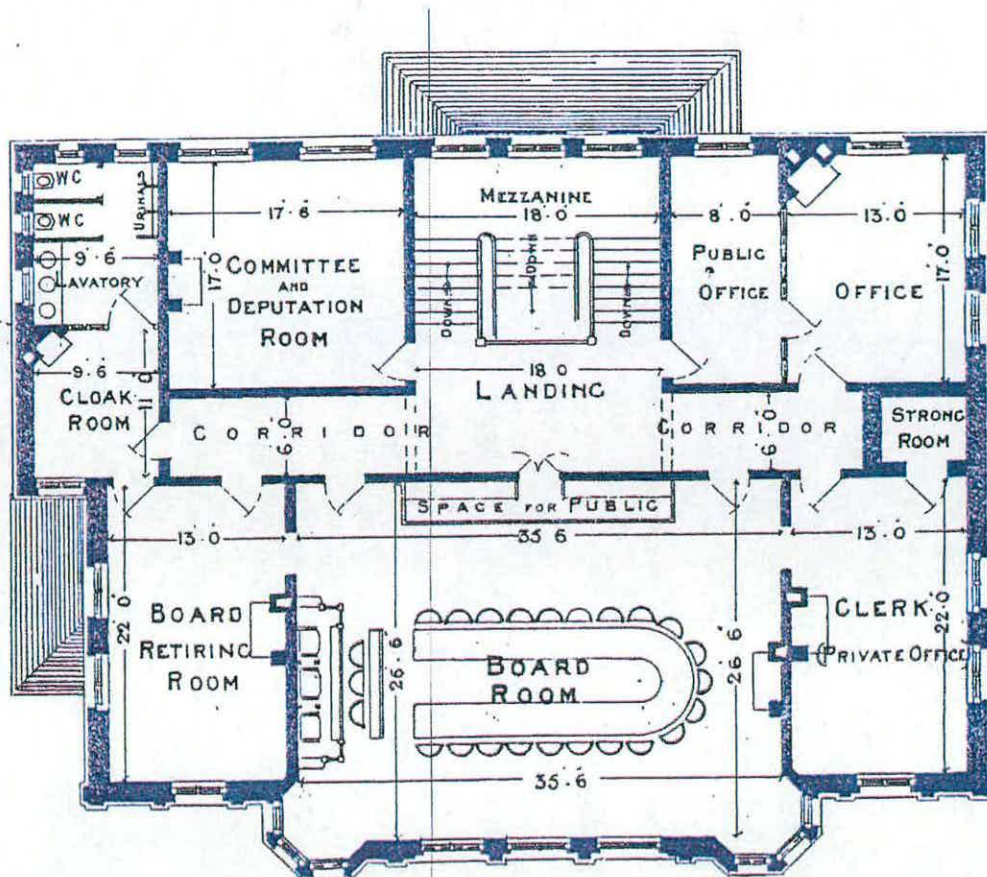 WC
WC
URINALS
9'.6
LAVATORY
9.6
CLOAK
ROOM
11.0
17.6
17.0
COMMITTEE
AND
DEPUTATION
ROOM
MEZZANINE
18.0
DOWN
DOWN
DOWN
18.0
LANDING
8.0
PUBLIC
OFFICE
13.0
OFFICE
17.0
CORRIDOR
6.0
CORRIDOR
6.0
STRONG
ROOM
SPACE FOR PUBLIC
13.0
35.6
13.0
22.0
BOARD
RETIRING
ROOM
26.6
BOARD
ROOM
26.6
CLERK
PRIVATE OFFICE
22.0
35.6